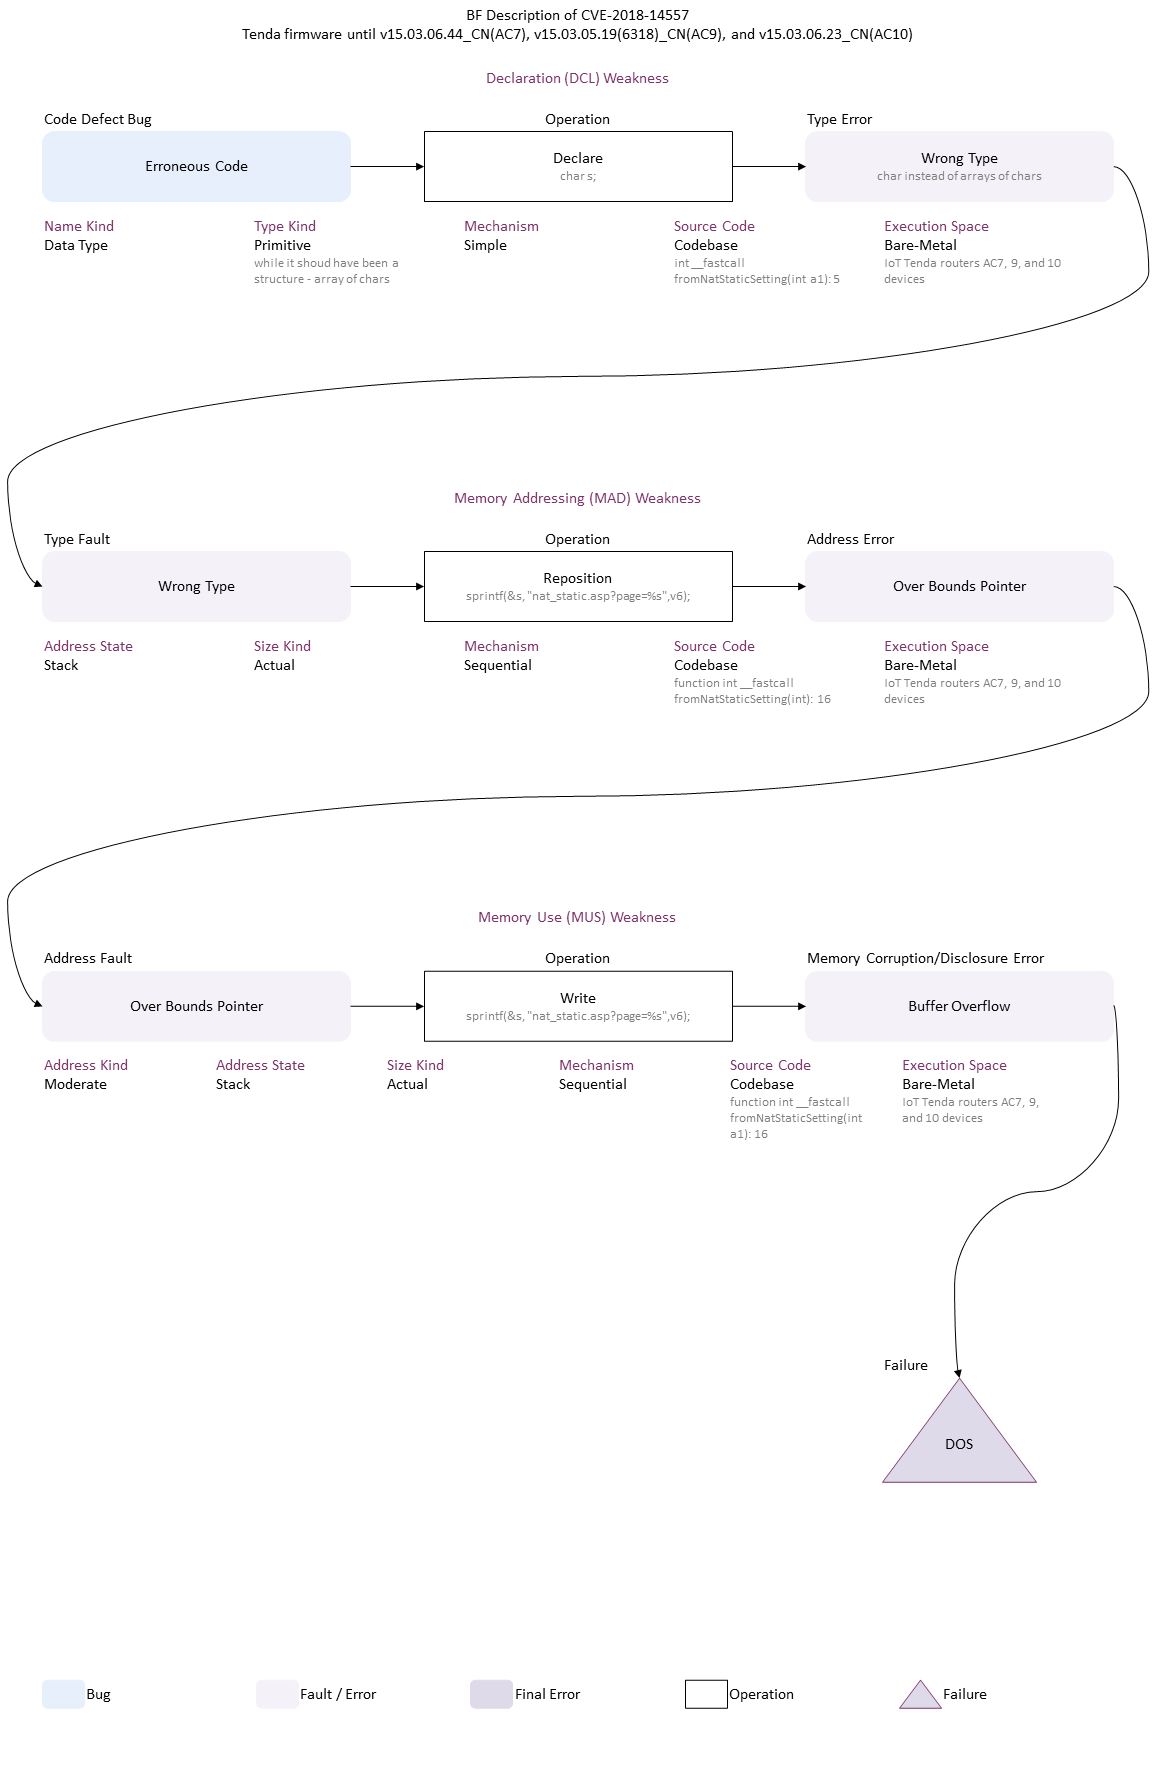 BF Description of CVE-2018-14557
Tenda firmware until v15.03.06.44_CN(AC7), v15.03.05.19(6318)_CN(AC9), and v15.03.06.23_CN(AC10)
Declaration (DCL) Weakness
Code Defect Bug
Operation
Type Error
Erroneous Code
Declare
char s;
Wrong Type
char instead of arrays of chars
Name Kind
Data Type
Type Kind
Primitive
while it shoud have been a
structure - array of chars
Mechanism
Simple
Source Code
Codebase
int __fastcall
fromNatStaticSetting(int a1): 5
Execution Space
Bare-Metal
IoT Tenda routers AC7, 9, and 10
devices
Memory Addressing (MAD) Weakness
Type Fault
Operation
Address Error
Wrong Type
Reposition
sprintf(&s, "nat_static.asp?page=%s",v6);
Over Bounds Pointer
Address State
Stack
Size Kind
Actual
Mechanism
Sequential
Source Code
Codebase
function int __fastcall
fromNatStaticSetting(int): 16
Execution Space
Bare-Metal
IoT Tenda routers AC7, 9, and 10
devices
Memory Use (MUS) Weakness
Address Fault
Operation
Memory Corruption/Disclosure Error
Over Bounds Pointer
Write
sprintf(&s, "nat_static.asp?page=%s",v6);
Buffer Overflow
Address Kind
Moderate
Address State
Stack
Size Kind
Actual
Mechanism
Sequential
Source Code
Codebase
function int __fastcall
fromNatStaticSetting(int
a1): 16
Execution Space
Bare-Metal
IoT Tenda routers AC7, 9,
and 10 devices
Failure
DOS
Bug
Fault / Error
Final Error
Operation
Failure